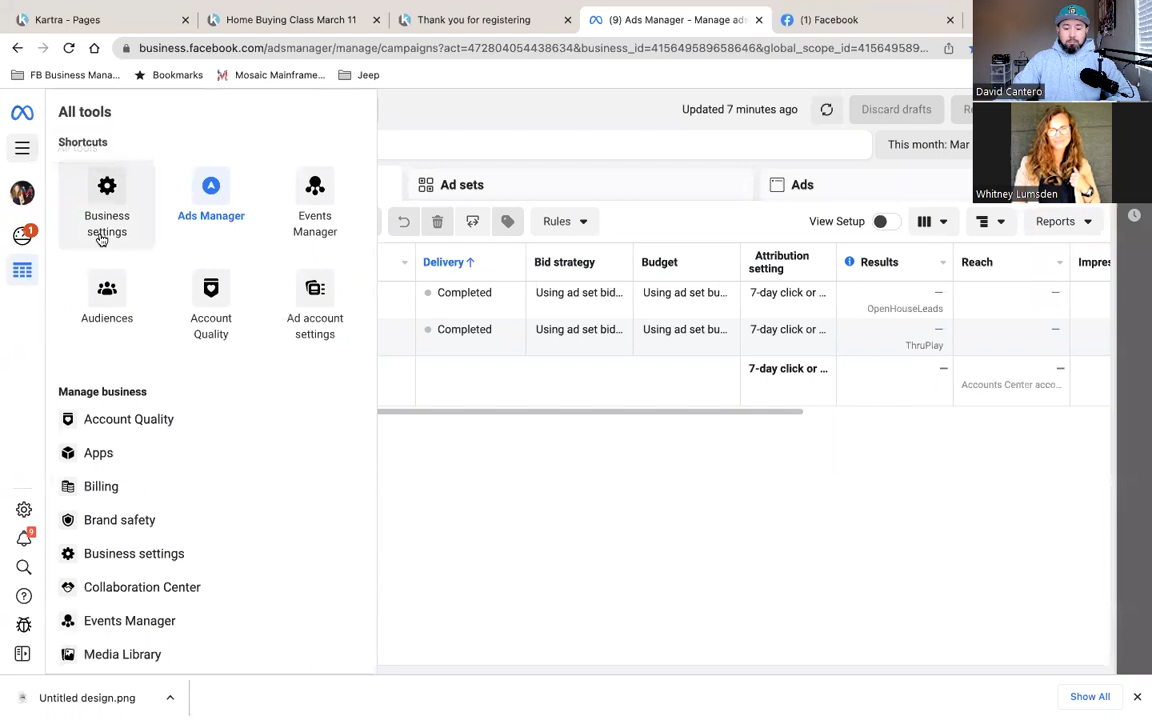 Kartra - Pages
Home Buying Class March 11
Thank you for registering
(9) Ads Manager - Manage ads
(1) Facebook
business.facebook.com/adsmanager/manage/campaigns?act=472804054438634&business_id=415649589658646&global_scope_id=415649589...
FB Business Mana...
Bookmarks
Mosaic Mainframe...
Jeep
David Cantero
Whitney Lumsden
All tools
Shortcuts
Business settings
Ads Manager
Events Manager
Audiences
Account Quality
Ad account settings
Manage business
Account Quality
Apps
Billing
Brand safety
Business settings
Collaboration Center
Events Manager
Media Library
1
9
Updated 7 minutes ago
Discard drafts
This month: Mar
Ad sets
Ads
Rules
View Setup
Reports
Delivery ↑
Bid strategy
Budget
Attribution setting
Results
Reach
Impres
Completed
Using ad set bid...
Using ad set bu...
7-day click or ...
—
—
OpenHouseLeads
Completed
Using ad set bid...
Using ad set bu...
7-day click or ...
—
—
ThruPlay
7-day click or ...
—
—
Accounts Center acco...
Untitled design.png
Show All